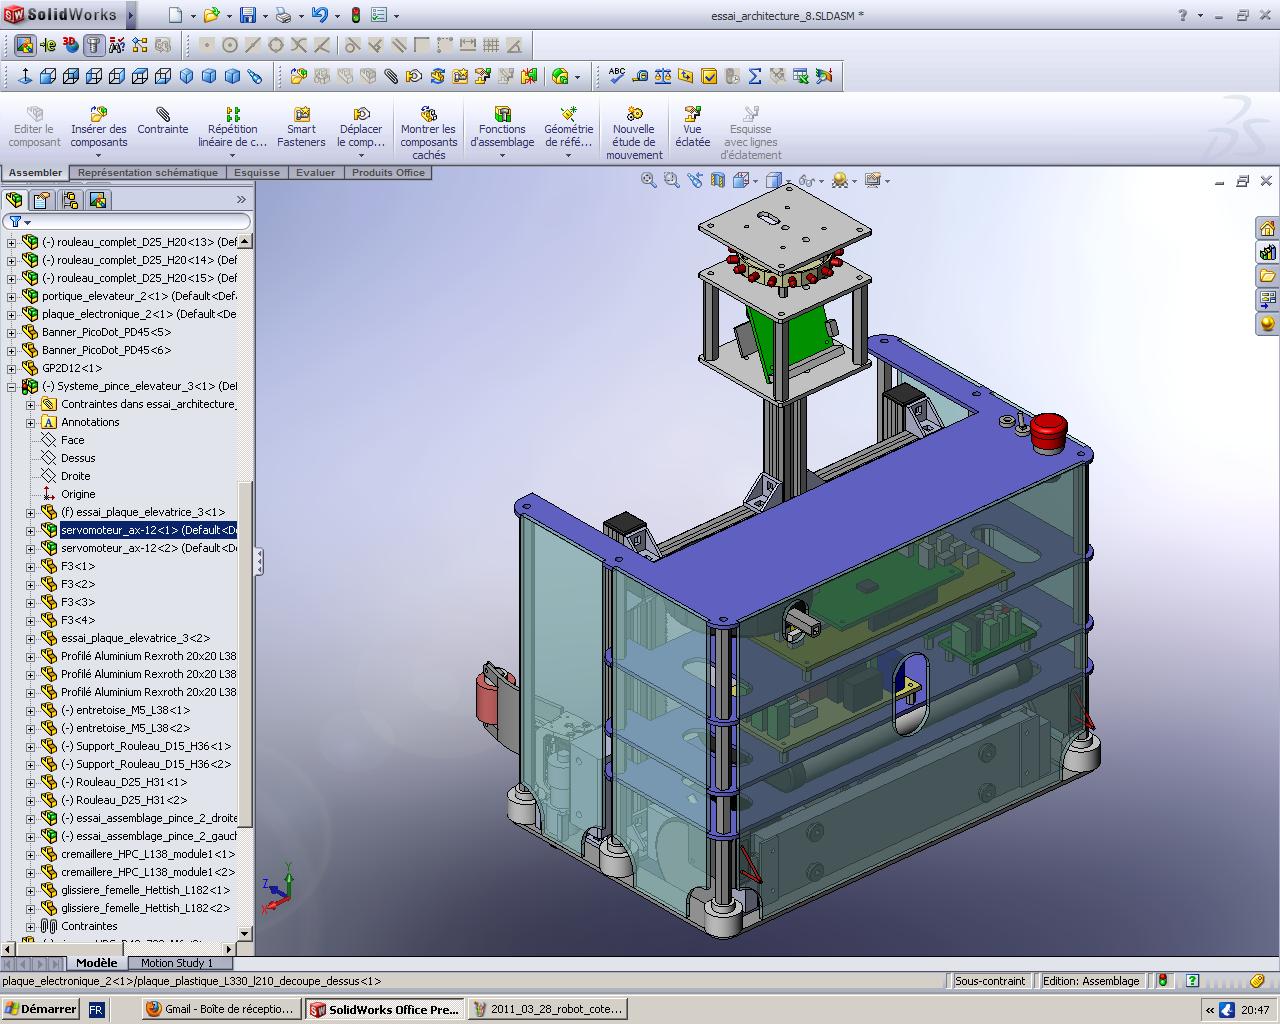 SolidWorks
essai_architecture_8.SLDASM *
Editer le composant
Insérer des composants
Contrainte
Répétition linéaire de c...
Smart Fasteners
Déplacer le comp...
Montrer les composants cachés
Fonctions d'assemblage
Géométrie de réfé...
Nouvelle étude de mouvement
Vue éclatée
Esquisse avec lignes d'éclatement
Assembler
Représentation schématique
Esquisse
Evaluer
Produits Office
(-) rouleau_complet_D25_H20<13> (Def
(-) rouleau_complet_D25_H20<14> (Def
(-) rouleau_complet_D25_H20<15> (Def
portique_elevateur_2<1> (Default<Def
plaque_electronique_2<1> (Default<De
Banner_PicoDot_PD45<5>
Banner_PicoDot_PD45<6>
GP2D12<1>
(-) Systeme_pince_elevateur_3<1> (Del
Contraintes dans essai_architecture_
Annotations
Face
Dessus
Droite
Origine
(f) essai_plaque_elevatrice_3<1>
servomoteur_ax-12<1> (Default<De
servomoteur_ax-12<2> (Default<De
F3<1>
F3<2>
F3<3>
F3<4>
essai_plaque_elevatrice_3<2>
Profilé Aluminium Rexroth 20x20 L38
Profilé Aluminium Rexroth 20x20 L38
Profilé Aluminium Rexroth 20x20 L38
(-) entretoise_M5_L38<1>
(-) entretoise_M5_L38<2>
(-) Support_Rouleau_D15_H36<1>
(-) Support_Rouleau_D15_H36<2>
(-) Rouleau_D25_H31<1>
(-) Rouleau_D25_H31<2>
(-) essai_assemblage_pince_2_droite
(-) essai_assemblage_pince_2_gauch
cremaillere_HPC_L138_module1<1>
cremaillere_HPC_L138_module1<2>
glissiere_femelle_Hettish_L182<1>
glissiere_femelle_Hettish_L182<2>
Contraintes
Y
Z
X
Modèle
Motion Study 1
plaque_electronique_2<1>/plaque_plastique_L330_l210_decoupe_dessus<1>
Sous-contraint
Edition: Assemblage
Démarrer
FR
Gmail - Boîte de réceptio...
SolidWorks Office Pre...
2011_03_28_robot_cote...
20:47